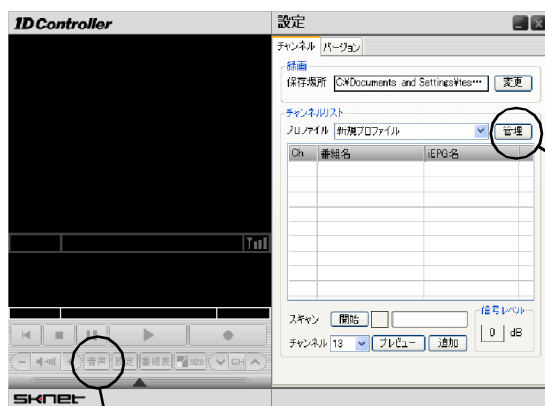 1D Controller
設定
チャンネル バージョン
録画
保存場所 C:¥Documents and Settings¥tes… 変更
チャンネルリスト
プロファイル 新規プロファイル 管理
Ch 番組名 iEPG名
スキャン 開始
信号レベル
0 dB
チャンネル 13 プレビュー 追加
音声 設定 番組表 size CH
SKNET